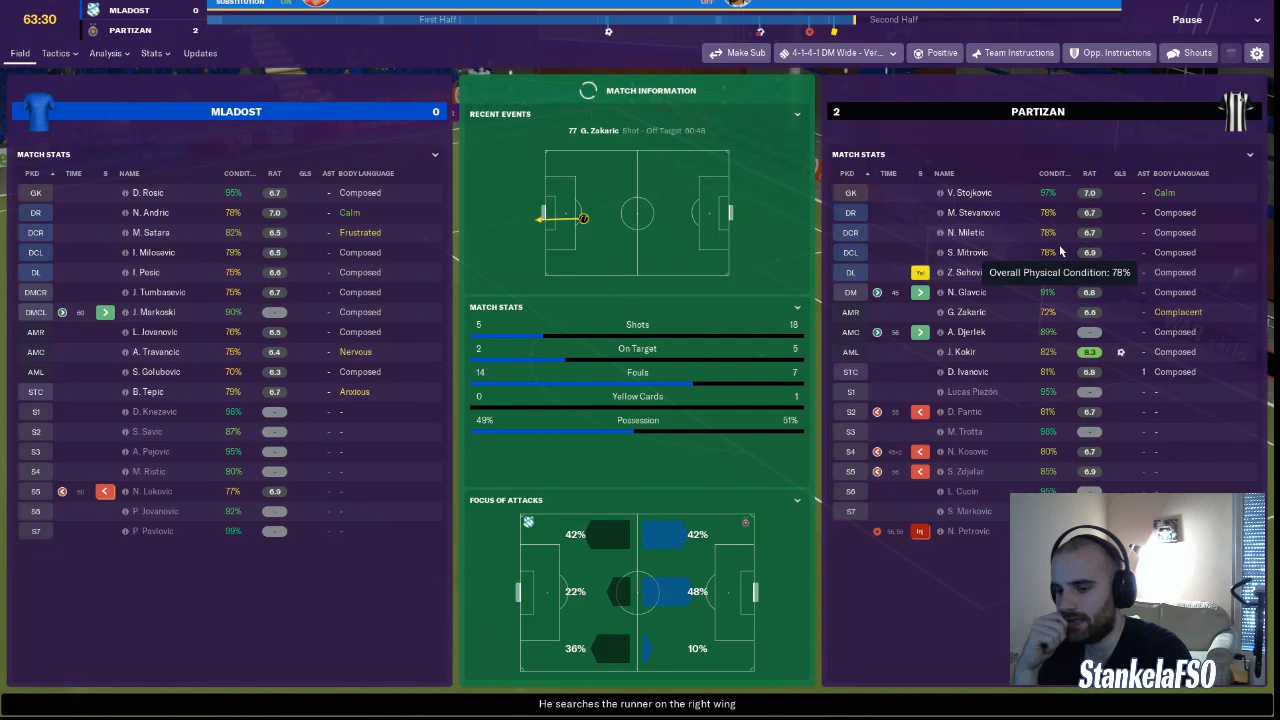 SUBSTITUTION ON OFF
63:30 MLADOST 0 First Half Second Half Pause
PARTIZAN 2
Field Tactics Analysis Stats Updates Make Sub 4-1-4-1 DM Wide - Ver... Positive Team Instructions Opp. Instructions Shouts
MLADOST 0
MATCH STATS
PKD TIME S NAME CONDIT... RAT GLS AST BODY LANGUAGE
GK D. Rosic 95% 6.7 - Composed
DR N. Andric 78% 7.0 - Calm
DCR M. Satara 82% 6.5 - Frustrated
DCL I. Milosevic 79% 6.5 - Composed
DL I. Pesic 75% 6.6 - Composed
DMCR J. Tumbasevic 75% 6.7 - Composed
DMCL 60 J. Markoski 90% - - Composed
AMR L. Jovanovic 76% 6.5 - Composed
AMC A. Travancic 75% 6.4 - Nervous
AML S. Golubovic 70% 6.3 - Composed
STC B. Tepic 79% 6.7 - Anxious
S1 D. Knezevic 98% - - -
S2 S. Savic 87% - - -
S3 A. Pejovic 95% - - -
S4 M. Ristic 90% - - -
S5 60 N. Lekovic 77% 6.9 - -
S6 P. Jovanovic 92% - - -
S7 P. Pavlovic 99% - - -
MATCH INFORMATION
RECENT EVENTS
77 G. Zakaric Shot - Off Target 60:48
MATCH STATS
5 Shots 18
2 On Target 5
14 Fouls 7
0 Yellow Cards 1
49% Possession 51%
FOCUS OF ATTACKS
42% 42%
22% 48%
36% 10%
2 PARTIZAN
MATCH STATS
PKD TIME S NAME CONDIT... RAT GLS AST BODY LANGUAGE
GK V. Stojkovic 97% 7.0 - Calm
DR M. Stevanovic 78% 6.7 - Composed
DCR N. Miletic 78% 6.7 - Composed
DCL S. Mitrovic 78% 6.9 - Composed
DL Yel Z. Sehovi Overall Physical Condition: 78% Composed
DM 45 N. Glavcic 91% 6.8 - Composed
AMR G. Zakaric 72% 6.6 - Complacent
AMC 56 A. Djerlek 89% - - Composed
AML J. Kokir 82% 8.3 - Composed
STC D. Ivanovic 81% 6.8 1 Composed
S1 Lucas Piazón 95% - - -
S2 56 D. Pantic 81% 6.7 - -
S3 M. Trotta 98% - - -
S4 45+2 N. Kosovic 80% 6.7 - -
S5 56 S. Zdjelar 85% 6.9 - -
S6 L. Cucin 95%
S7 S. Markovic
Inj N. Petrovic
StankelaFSO
He searches the runner on the right wing